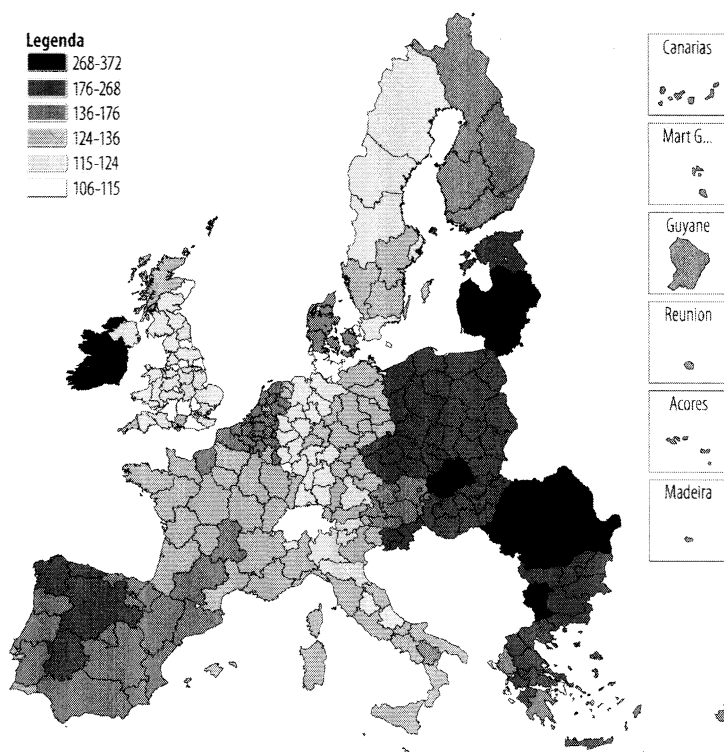 Legenda
268-372
176-268
136-176
124-136
115-124
106-115
Canarias
Mart G...
Guyane
Reunion
Acores
Madeira